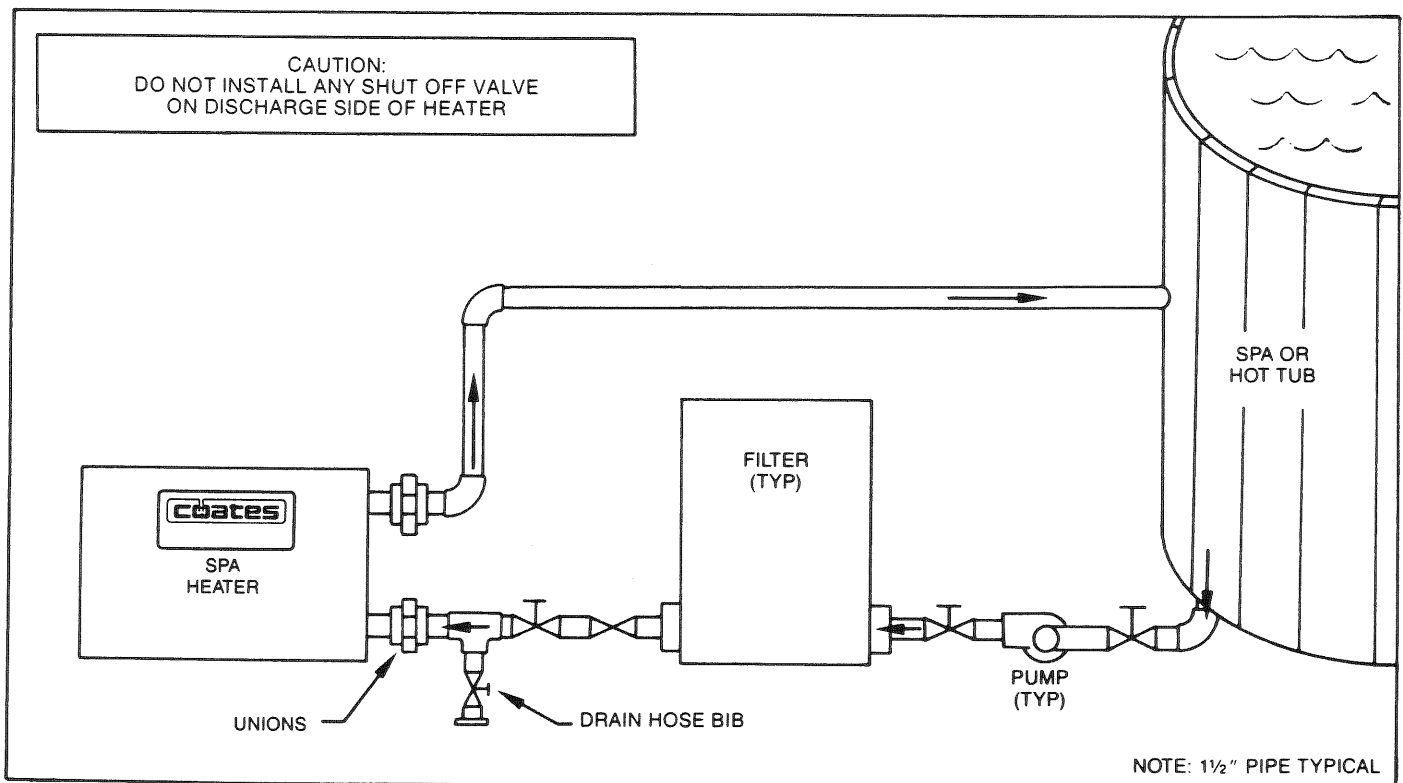 CAUTION:
DO NOT INSTALL ANY SHUT OFF VALVE
ON DISCHARGE SIDE OF HEATER
SPA OR
HOT TUB
FILTER
(TYP)
coates
SPA
HEATER
PUMP
(TYP)
UNIONS
DRAIN HOSE BIB
NOTE: 1½" PIPE TYPICAL